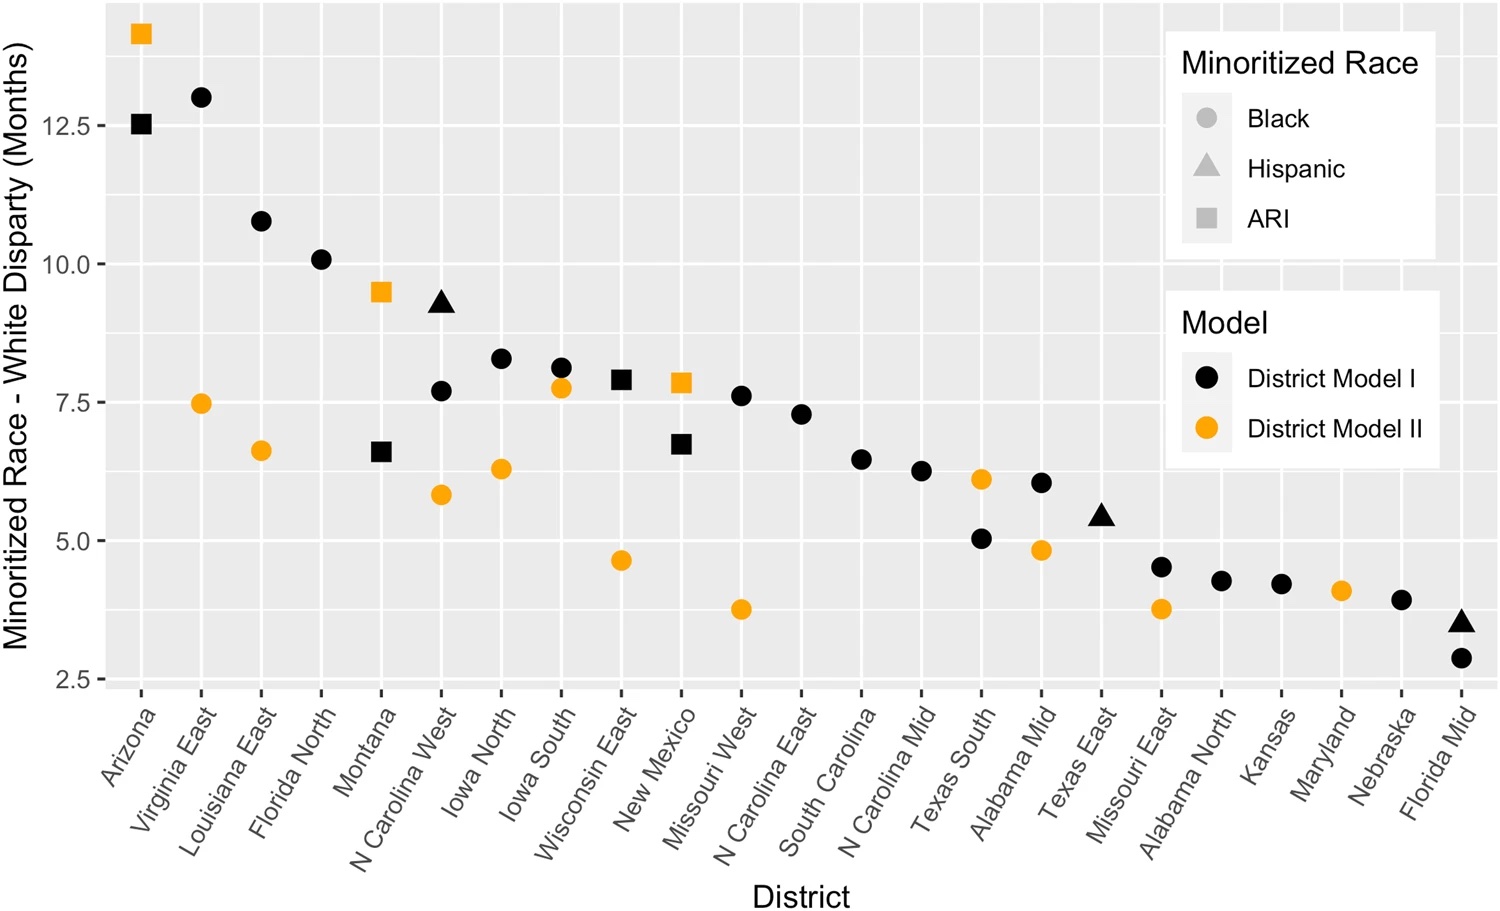 Minoritized Race - White Disparty (Months)
12.5
10.0
7.5
5.0
2.5
Minoritized Race
Black
Hispanic
ARI
Model
District Model I
District Model II
Arizona
Virginia East
Louisiana East
Florida North
Montana
N Carolina West
Iowa North
Iowa South
Wisconsin East
New Mexico
Missouri West
N Carolina East
South Carolina
N Carolina Mid
Texas South
Alabama Mid
Texas East
Missouri East
Alabama North
Kansas
Maryland
Nebraska
Florida Mid
District